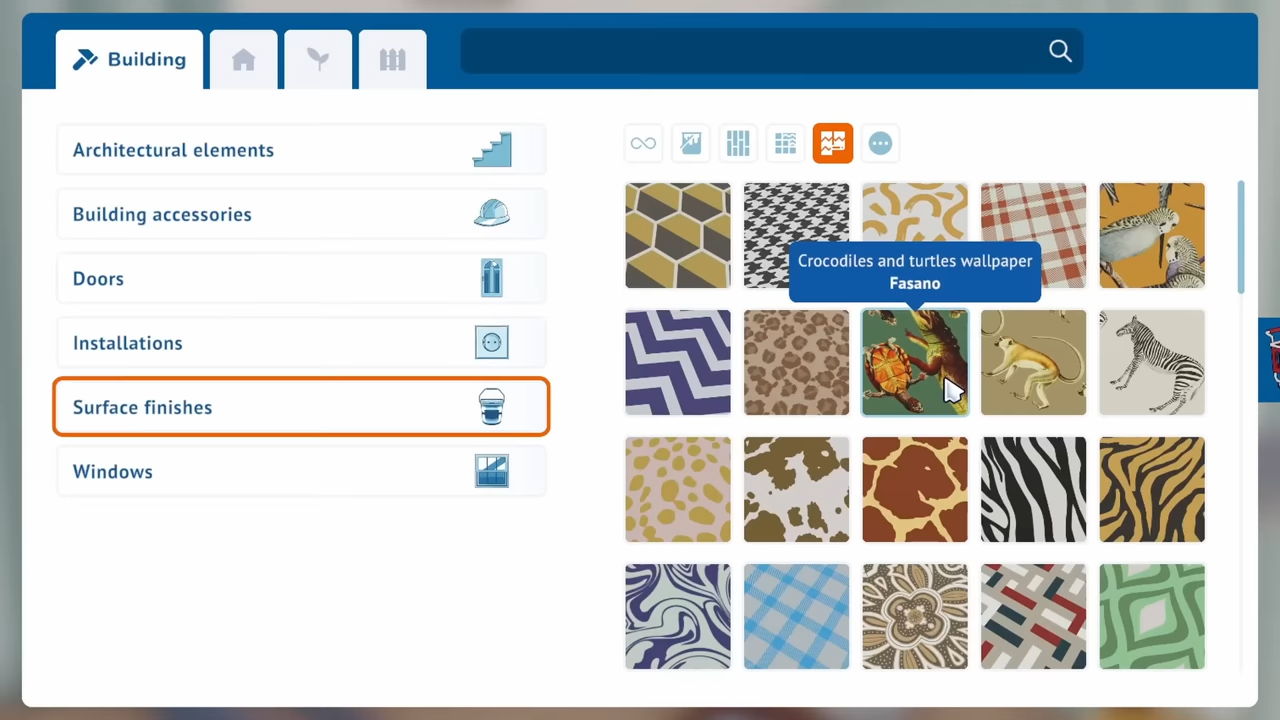 Building
Architectural elements
Building accessories
Doors
Installations
Surface finishes
Windows
Crocodiles and turtles wallpaper
Fasano